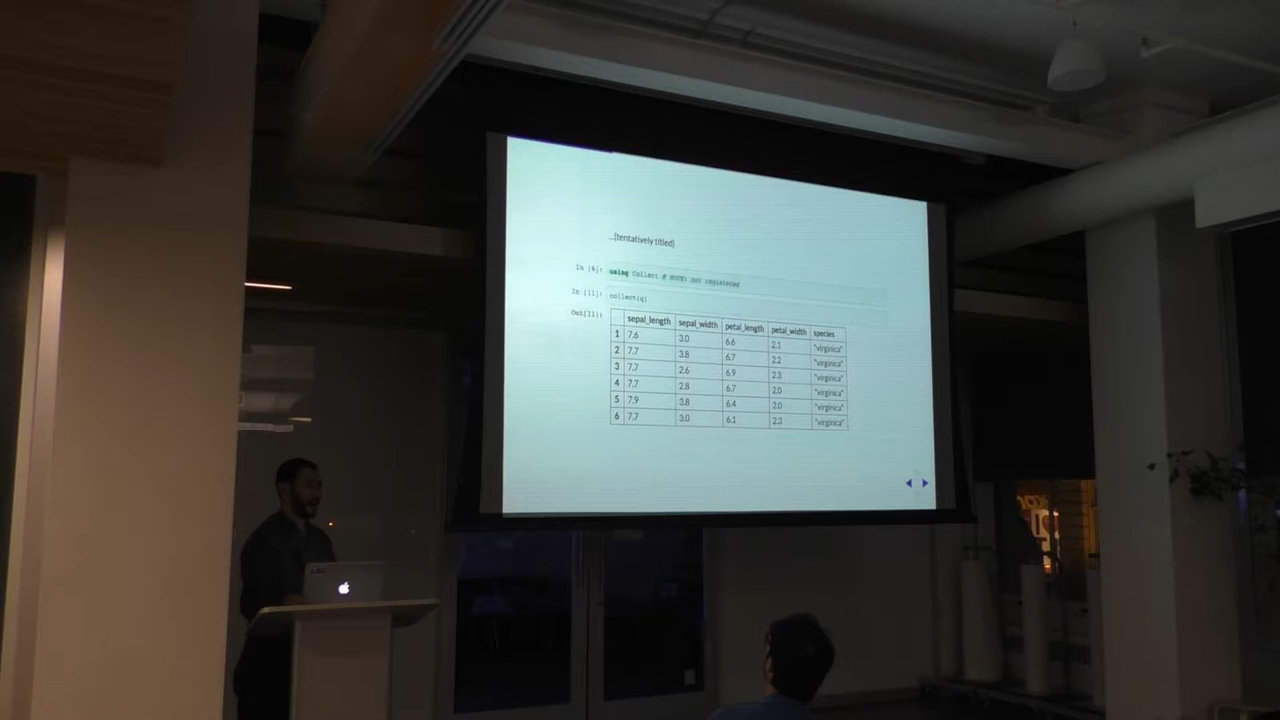 ...(tentatively titled)
In [6]: using Collect # NOTE: not registered
In [11]: collect(q)
Out[11]:
sepal_length sepal_width petal_length petal_width species
1 7.6 3.0 6.6 2.1 "virginica"
2 7.7 3.8 6.7 2.2 "virginica"
3 7.7 2.6 6.9 2.3 "virginica"
4 7.7 2.8 6.7 2.0 "virginica"
5 7.9 3.8 6.4 2.0 "virginica"
6 7.7 3.0 6.1 2.3 "virginica"